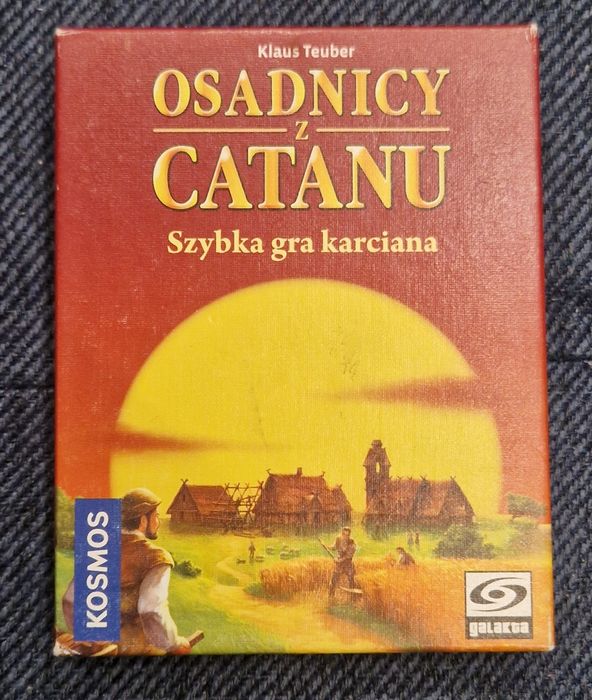 Klaus Teuber
OSADNICY
z
CATANU
Szybka gra karciana
KOSMOS
galakta